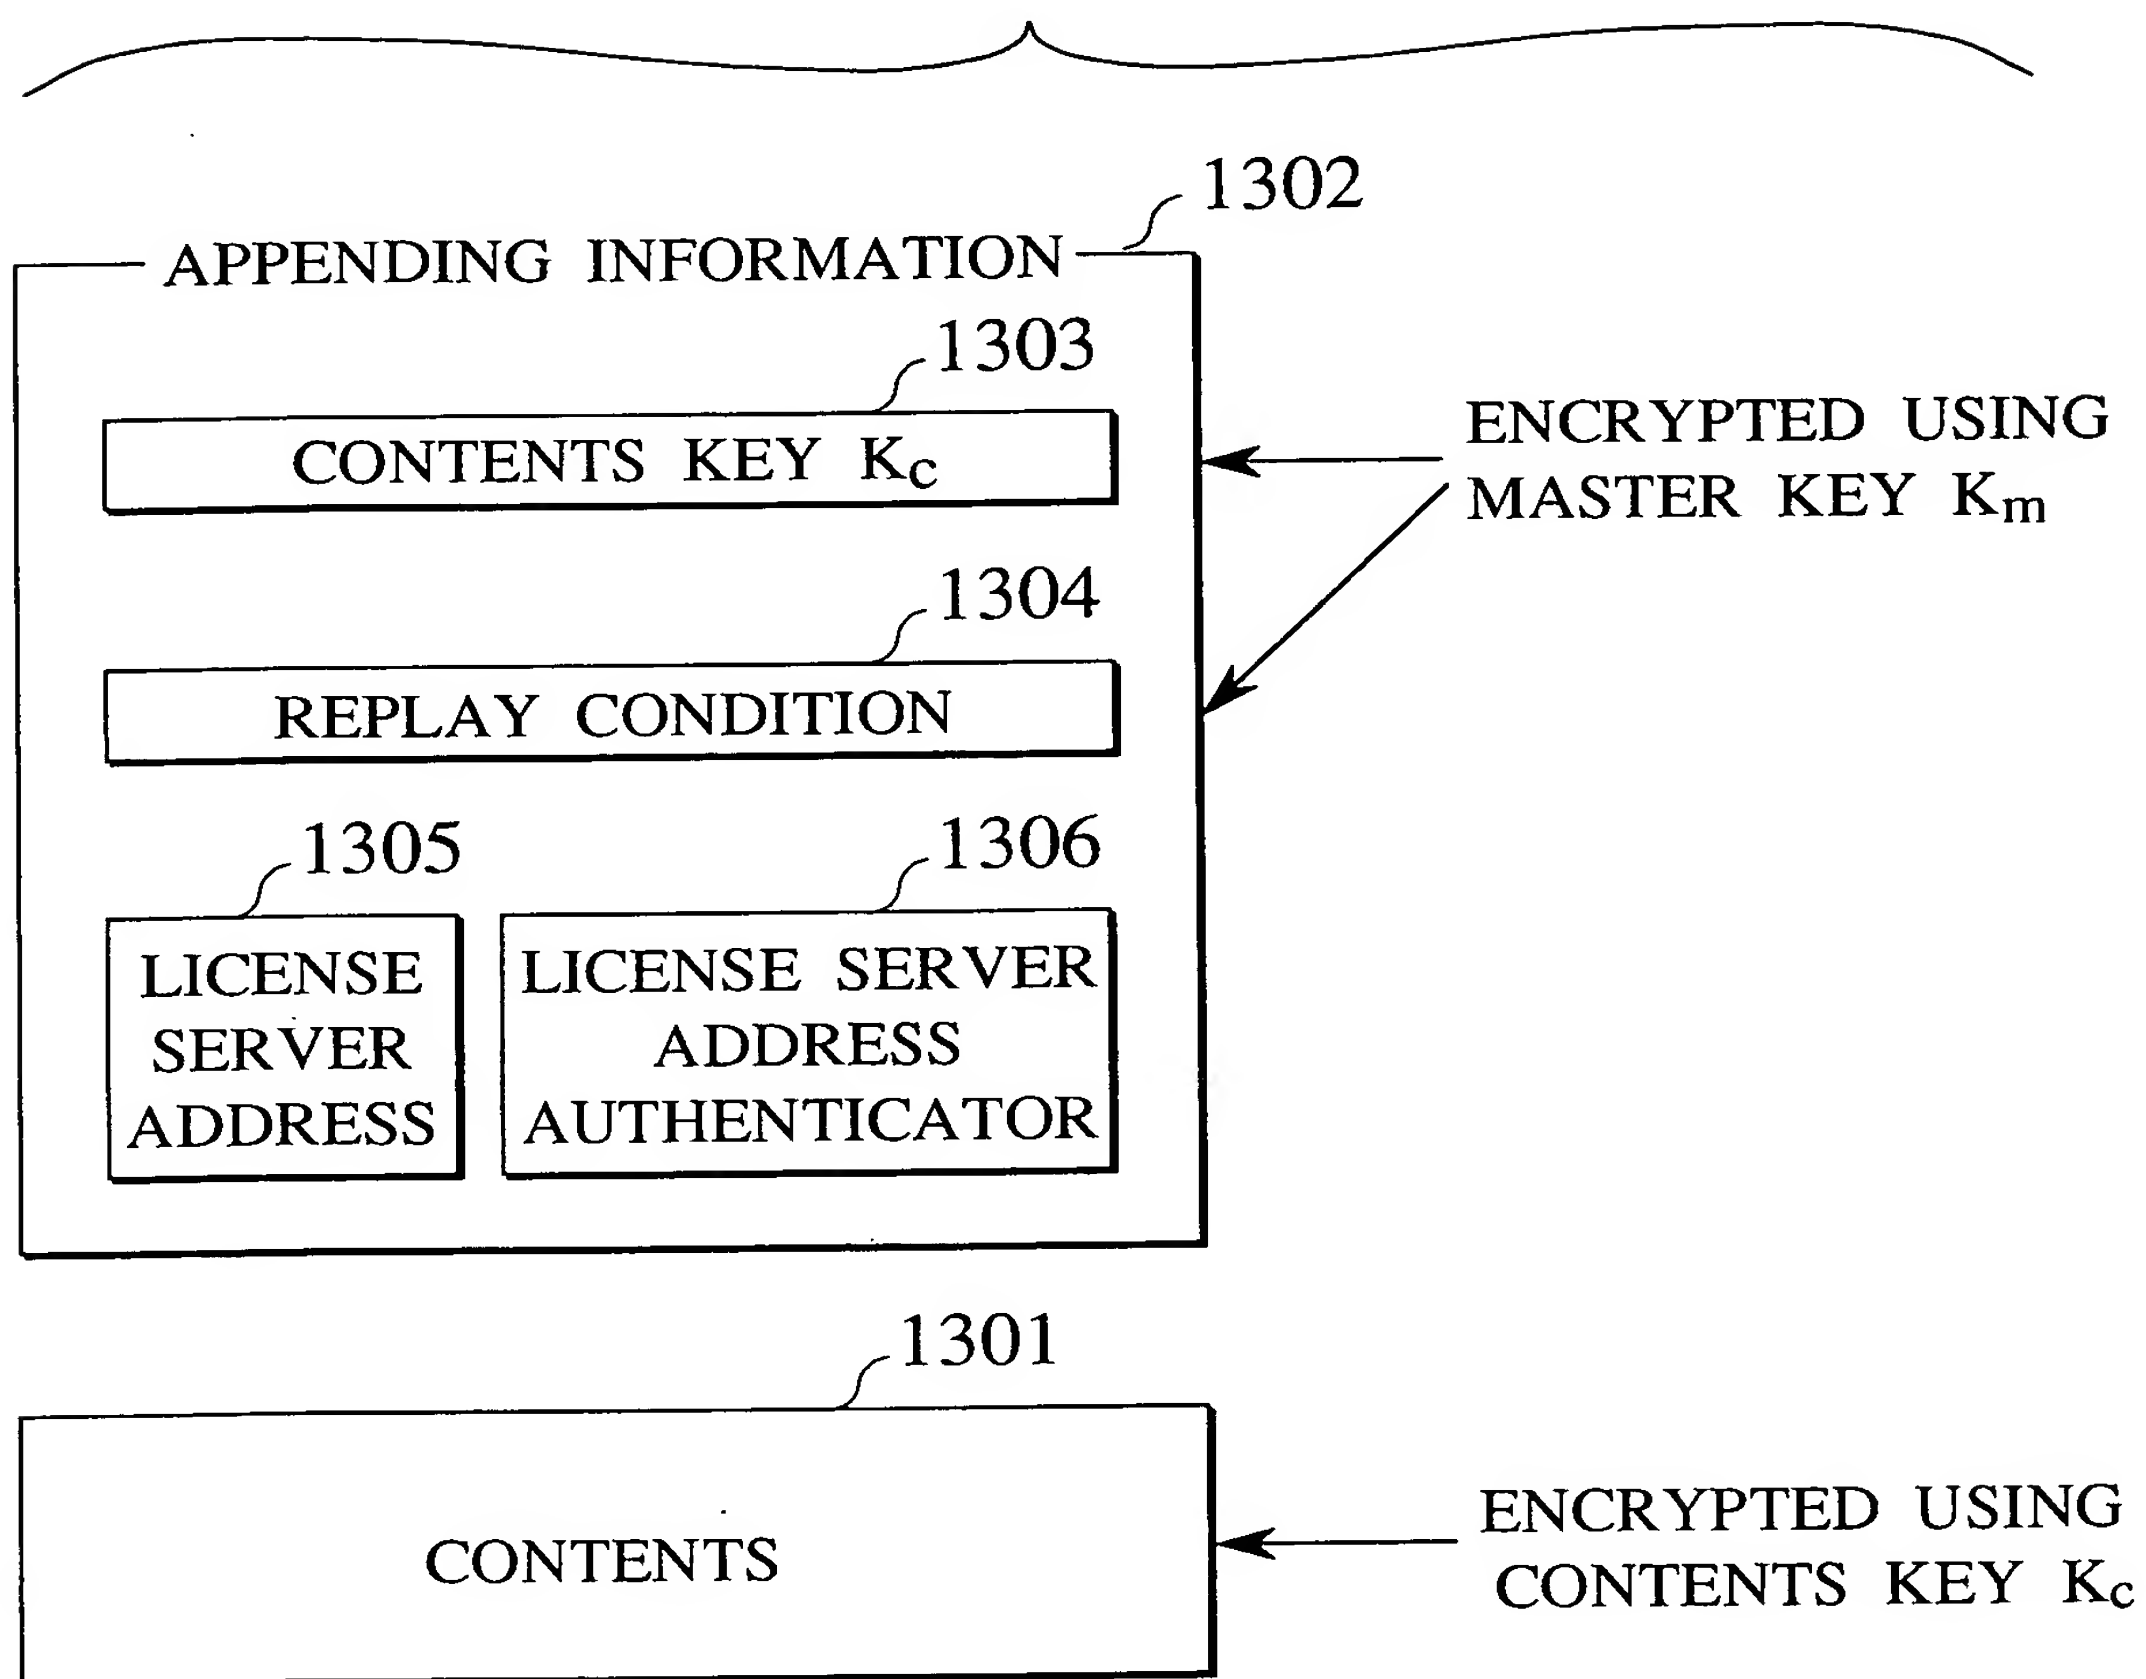 1302
APPENDING INFORMATION
1303
CONTENTS KEY Kc
ENCRYPTED USING
MASTER KEY Km
1304
REPLAY CONDITION
1305
1306
LICENSE
SERVER
ADDRESS
LICENSE SERVER
ADDRESS
AUTHENTICATOR
1301
CONTENTS
ENCRYPTED USING
CONTENTS KEY Kc